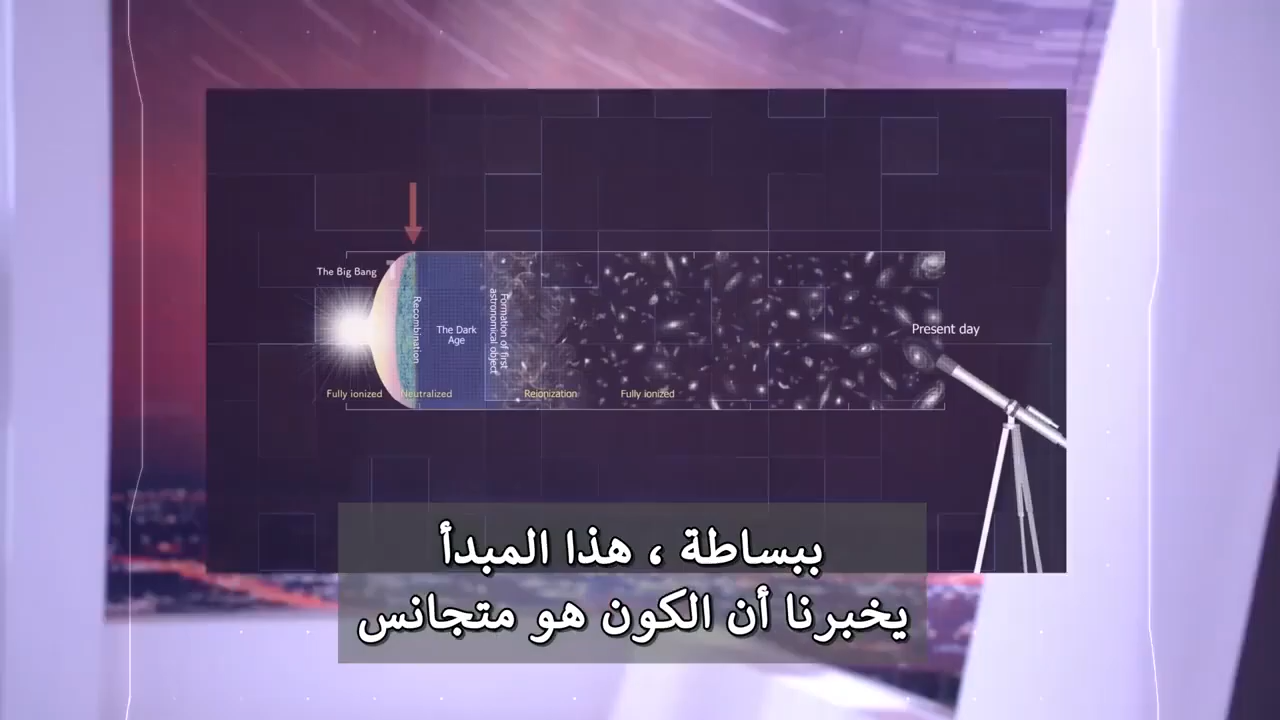 The Big Bang
Recombination
The Dark
Age
Formation of first
astronomical object
Present day
Fully ionized
Neutralized
Reionization
Fully ionized
ببساطة ، هذا المبدأ
يخبرنا أن الكون هو متجانس